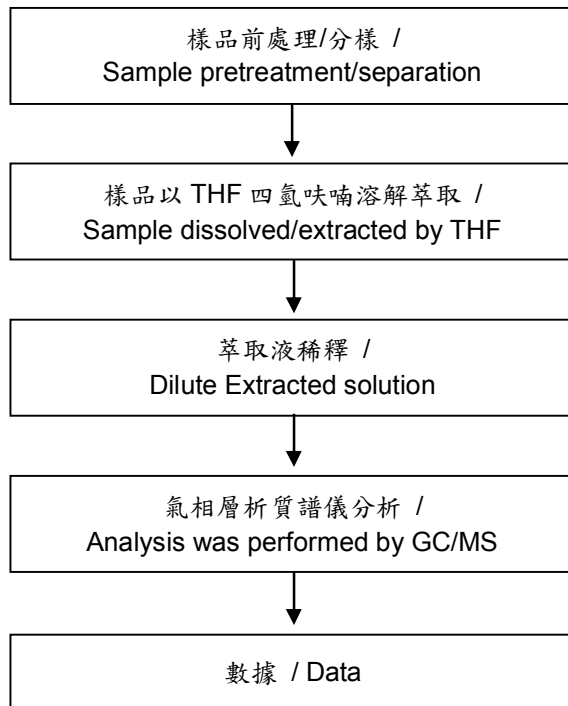 樣品前處理/分樣 /
Sample pretreatment/separation
樣品以 THF 四氫呋喃溶解萃取 /
Sample dissolved/extracted by THF
萃取液稀釋 /
Dilute Extracted solution
氣相層析質譜儀分析 /
Analysis was performed by GC/MS
數據 / Data